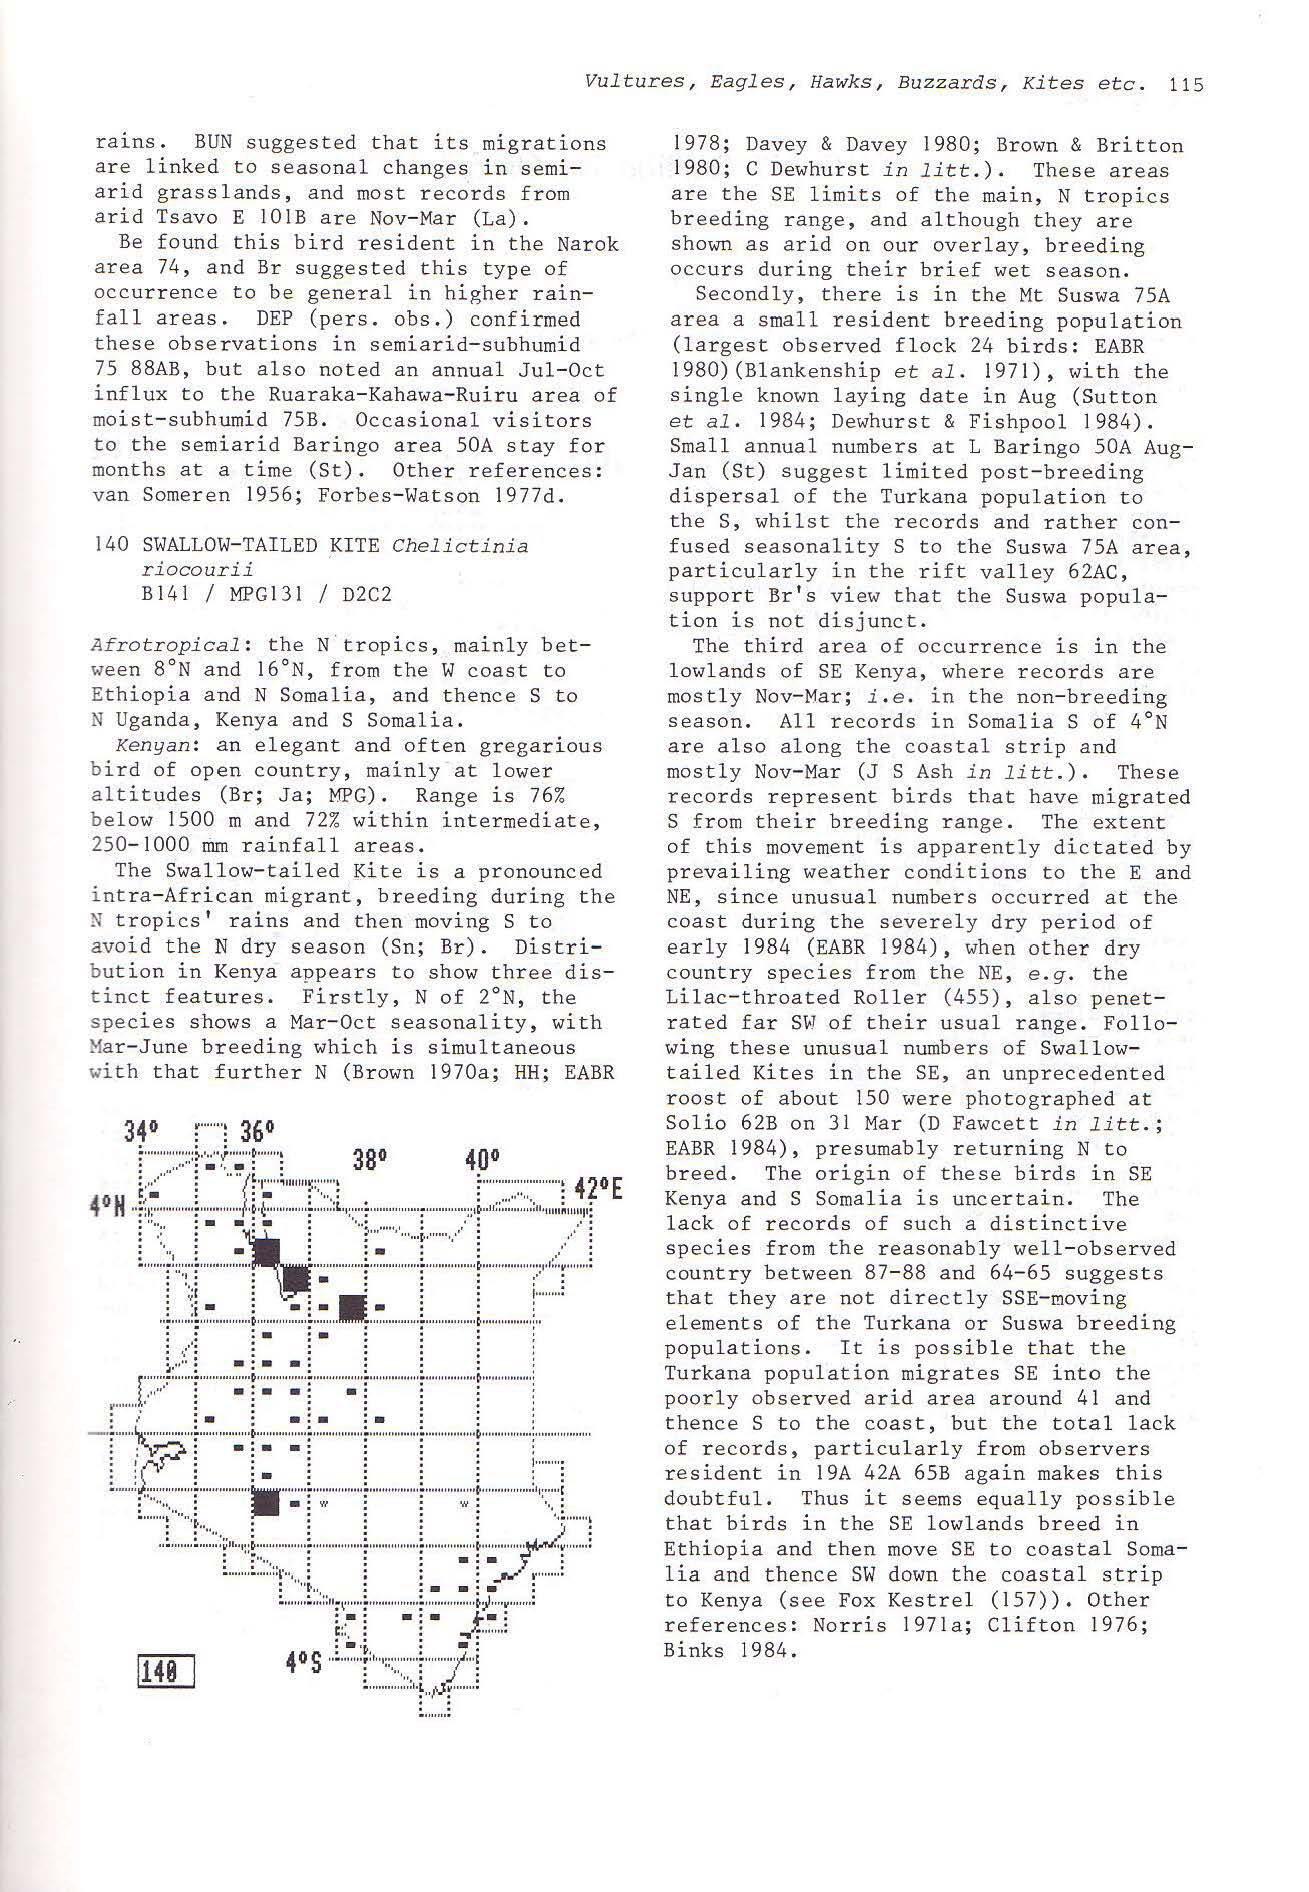 Vultures, Eagles, Hawks, Buzzards, Kites etc. 115
rains. BUN suggested that its migrations
are linked to seasonal changes in semi-
arid grasslands, and most records from
arid Tsavo E 101B are Nov-Mar (La).
Be found this bird resident in the Narok
area 74, and Br suggested this type of
occurrence to be general in higher rain-
fall areas. DEP (pers. obs.) confirmed
these observations in semiarid-subhumid
75 88AB, but also noted an annual Jul-Oct
influx to the Ruaraka-Kahawa-Ruiru area of
moist-subhumid 75B. Occasional visitors
to the semiarid Baringo area 50A stay for
months at a time (St). Other references:
van Someren 1956; Forbes-Watson 1977d.
140 SWALLOW-TAILED KITE Chelictinia
riocourii
B141 / MPG131 / D2C2
Afrotropical: the N tropics, mainly bet-
ween 8°N and 16°N, from the W coast to
Ethiopia and N Somalia, and thence S to
N Uganda, Kenya and S Somalia.
Kenyan: an elegant and often gregarious
bird of open country, mainly at lower
altitudes (Br; Ja; MPG). Range is 76%
below 1500 m and 72% within intermediate,
250-1000 mm rainfall areas.
The Swallow-tailed Kite is a pronounced
intra-African migrant, breeding during the
N tropics' rains and then moving S to
avoid the N dry season (Sn; Br). Distri-
bution in Kenya appears to show three dis-
tinct features. Firstly, N of 2°N, the
species shows a Mar-Oct seasonality, with
Mar-June breeding which is simultaneous
with that further N (Brown 1970a; HH; EABR
34° 36°
38° 40°
42°E
4°N
W W
4°S
140
1978; Davey & Davey 1980; Brown & Britton
1980; C Dewhurst in litt.). These areas
are the SE limits of the main, N tropics
breeding range, and although they are
shown as arid on our overlay, breeding
occurs during their brief wet season.
Secondly, there is in the Mt Suswa 75A
area a small resident breeding population
(largest observed flock 24 birds: EABR
1980)(Blankenship et al. 1971), with the
single known laying date in Aug (Sutton
et al. 1984; Dewhurst & Fishpool 1984).
Small annual numbers at L Baringo 50A Aug-
Jan (St) suggest limited post-breeding
dispersal of the Turkana population to
the S, whilst the records and rather con-
fused seasonality S to the Suswa 75A area,
particularly in the rift valley 62AC,
support Br's view that the Suswa popula-
tion is not disjunct.
The third area of occurrence is in the
lowlands of SE Kenya, where records are
mostly Nov-Mar; i.e. in the non-breeding
season. All records in Somalia S of 4°N
are also along the coastal strip and
mostly Nov-Mar (J S Ash in litt.). These
records represent birds that have migrated
S from their breeding range. The extent
of this movement is apparently dictated by
prevailing weather conditions to the E and
NE, since unusual numbers occurred at the
coast during the severely dry period of
early 1984 (EABR 1984), when other dry
country species from the NE, e.g. the
Lilac-throated Roller (455), also penet-
rated far SW of their usual range. Follo-
wing these unusual numbers of Swallow-
tailed Kites in the SE, an unprecedented
roost of about 150 were photographed at
Solio 62B on 31 Mar (D Fawcett in litt.;
EABR 1984), presumably returning N to
breed. The origin of these birds in SE
Kenya and S Somalia is uncertain. The
lack of records of such a distinctive
species from the reasonably well-observed
country between 87-88 and 64-65 suggests
that they are not directly SSE-moving
elements of the Turkana or Suswa breeding
populations. It is possible that the
Turkana population migrates SE into the
poorly observed arid area around 41 and
thence S to the coast, but the total lack
of records, particularly from observers
resident in 19A 42A 65B again makes this
doubtful. Thus it seems equally possible
that birds in the SE lowlands breed in
Ethiopia and then move SE to coastal Soma-
lia and thence SW down the coastal strip
to Kenya (see Fox Kestrel (157)). Other
references: Norris 1971a; Clifton 1976;
Binks 1984.